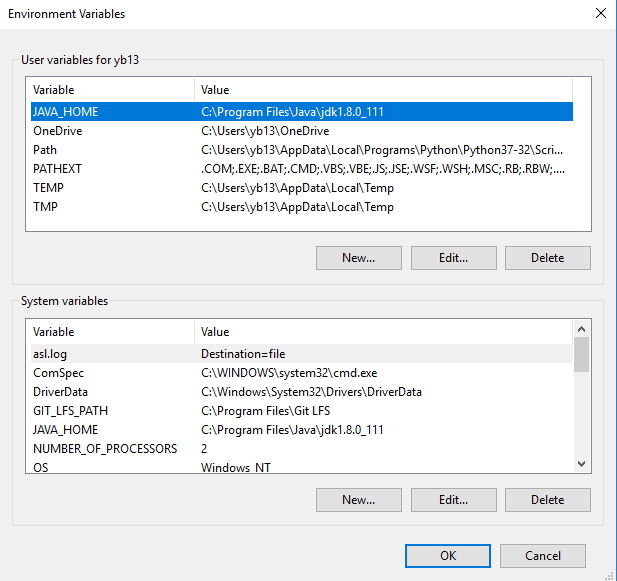 Environment Variables
User variables for yb13
Variable Value
JAVA_HOME C:\Program Files\Java\jdk1.8.0_111
OneDrive C:\Users\yb13\OneDrive
Path C:\Users\yb13\AppData\Local\Programs\Python\Python37-32\Scri...
PATHEXT .COM;.EXE;.BAT;.CMD;.VBS;.VBE;.JS;.JSE;.WSF;.WSH;.MSC;.RB;.RBW;....
TEMP C:\Users\yb13\AppData\Local\Temp
TMP C:\Users\yb13\AppData\Local\Temp
New... Edit... Delete
System variables
Variable Value
asl.log Destination=file
ComSpec C:\WINDOWS\system32\cmd.exe
DriverData C:\Windows\System32\Drivers\DriverData
GIT_LFS_PATH C:\Program Files\Git LFS
JAVA_HOME C:\Program Files\Java\jdk1.8.0_111
NUMBER_OF_PROCESSORS 2
OS Windows_NT
New... Edit... Delete
OK Cancel